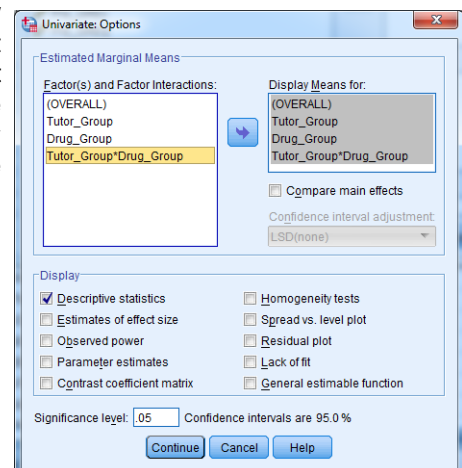 Univariate: Options
Estimated Marginal Means
Factor(s) and Factor Interactions:
(OVERALL)
Tutor_Group
Drug_Group
Tutor_Group*Drug_Group
Display Means for:
(OVERALL)
Tutor_Group
Drug_Group
Tutor_Group*Drug_Group
Compare main effects
Confidence interval adjustment:
LSD(none)
Display
Descriptive statistics
Homogeneity tests
Estimates of effect size
Spread vs. level plot
Observed power
Residual plot
Parameter estimates
Lack of fit
Contrast coefficient matrix
General estimable function
Significance level: .05 Confidence intervals are 95.0 %
Continue Cancel Help